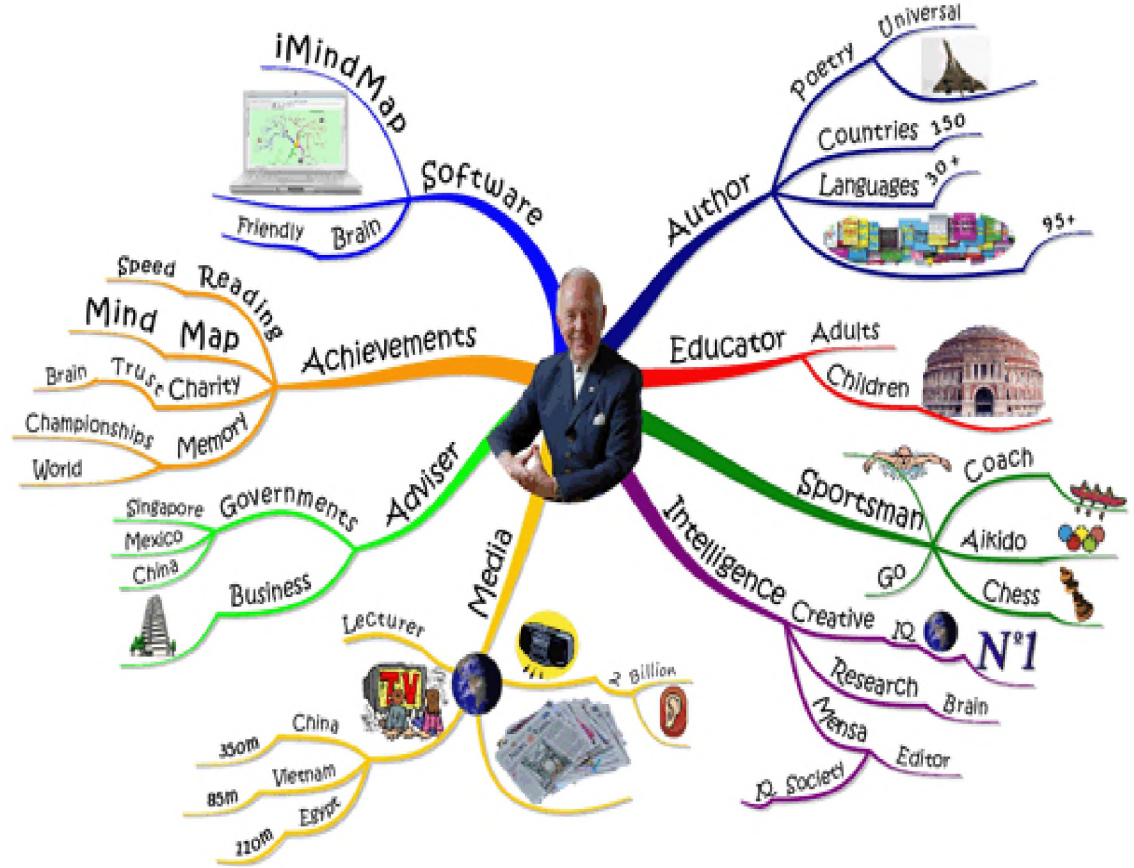 iMindMap
Software
Friendly
Brain
Author
Poetry
Universal
Countries 150
Languages 30+
95+
Educator
Adults
Children
Sportsman
Coach
Aikido
Chess
Go
Intelligence
Creative
IQ
Nº1
Research
Brain
Mensa
Editor
IQ Society
Media
Lecturer
2 Billion
TV
China
350m
Vietnam
85m
Egypt
110m
Adviser
Governments
Singapore
Mexico
China
Business
Achievements
Speed Reading
Mind Map
Brain Trust Charity
Memory
Championships
World